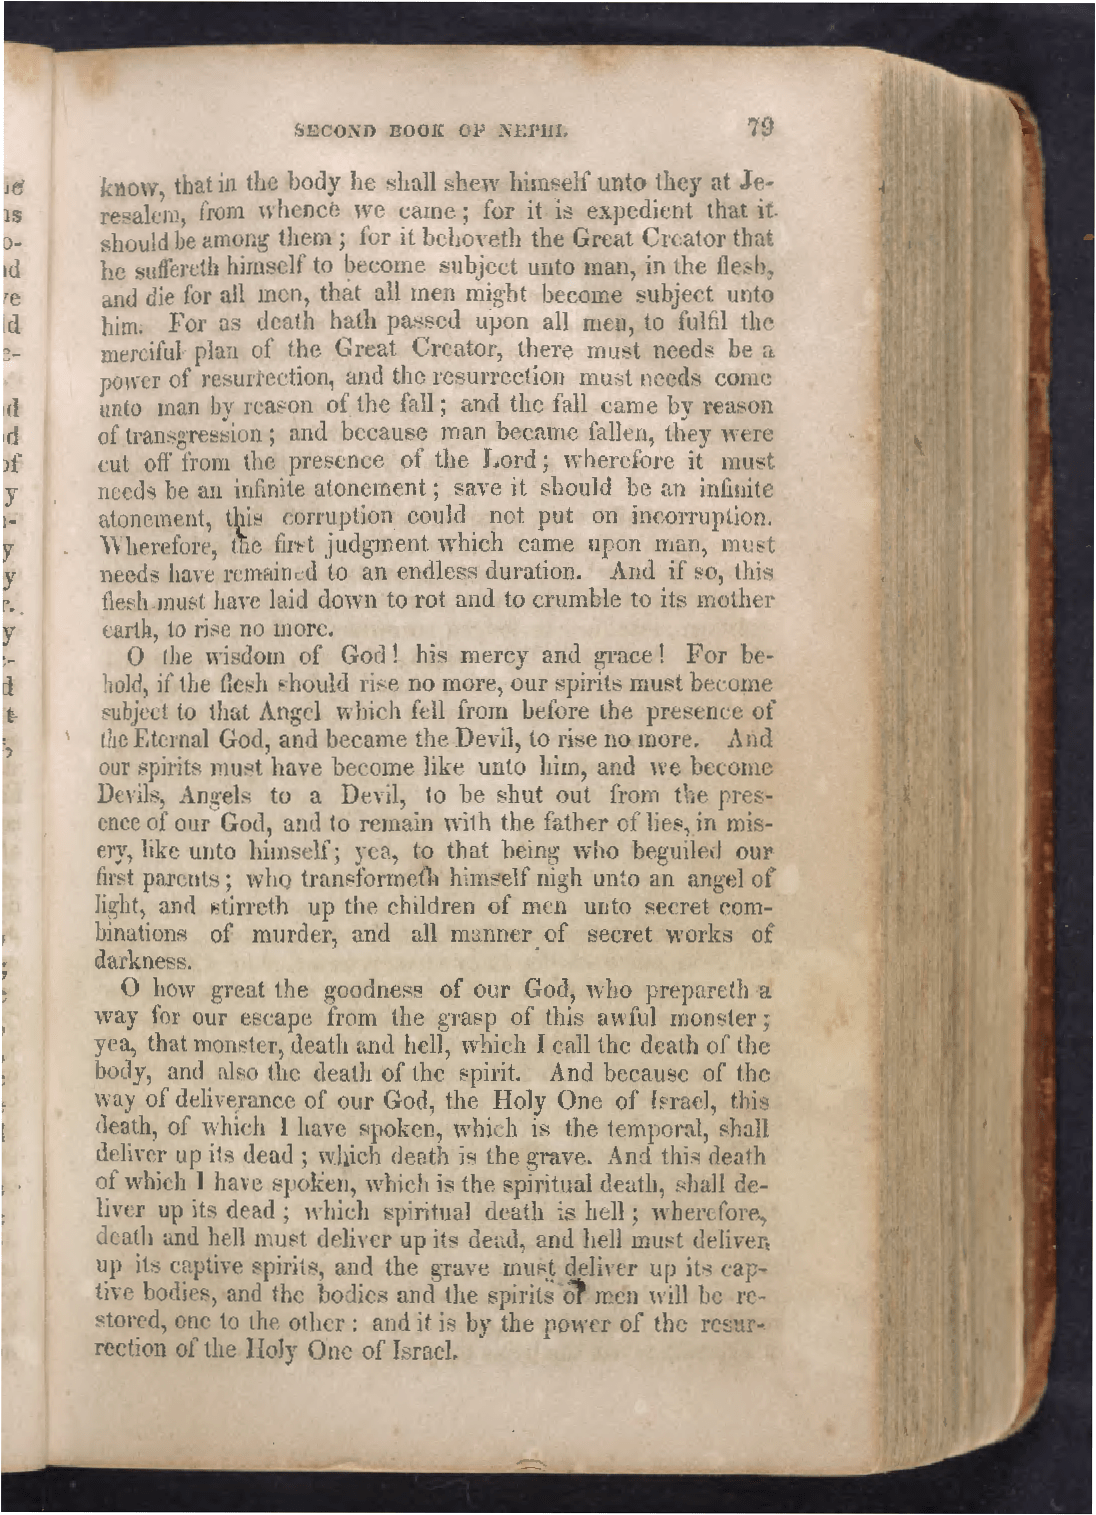 SECOND BOOK OF NEPHI. 79
know, that in the body he shall shew himself unto they at Je-
resalem, from whence we came; for it is expedient that it
should be among them; for it behoveth the Great Creator that
he suffereth himself to become subject unto man, in the flesh,
and die for all men, that all men might become subject unto
him. For as death hath passed upon all men, to fulfil the
merciful plan of the Great Creator, there must needs be a
power of resurrection, and the resurrection must needs come
unto man by reason of the fall; and the fall came by reason
of transgression; and because man became fallen, they were
cut off from the presence of the Lord; wherefore it must
needs be an infinite atonement; save it should be an infinite
atonement, this corruption could not put on incorruption.
Wherefore, the first judgment which came upon man, must
needs have remained to an endless duration. And if so, this
flesh must have laid down to rot and to crumble to its mother
earth, to rise no more.
O the wisdom of God! his mercy and grace! For be-
hold, if the flesh should rise no more, our spirits must become
subject to that Angel which fell from before the presence of
the Eternal God, and became the Devil, to rise no more. And
our spirits must have become like unto him, and we become
Devils, Angels to a Devil, to be shut out from the pres-
ence of our God, and to remain with the father of lies, in mis-
ery, like unto himself; yea, to that being who beguiled our
first parents; who transformeth himself nigh unto an angel of
light, and stirreth up the children of men unto secret com-
binations of murder, and all manner of secret works of
darkness.
O how great the goodness of our God, who prepareth a
way for our escape from the grasp of this awful monster;
yea, that monster, death and hell, which I call the death of the
body, and also the death of the spirit. And because of the
way of deliverance of our God, the Holy One of Israel, this
death, of which I have spoken, which is the temporal, shall
deliver up its dead; which death is the grave. And this death
of which I have spoken, which is the spiritual death, shall de-
liver up its dead; which spiritual death is hell; wherefore,
death and hell must deliver up its dead, and hell must deliver
up its captive spirits, and the grave must deliver up its cap-
tive bodies, and the bodies and the spirits of men will be re-
stored, one to the other: and it is by the power of the resur-
rection of the Holy One of Israel.